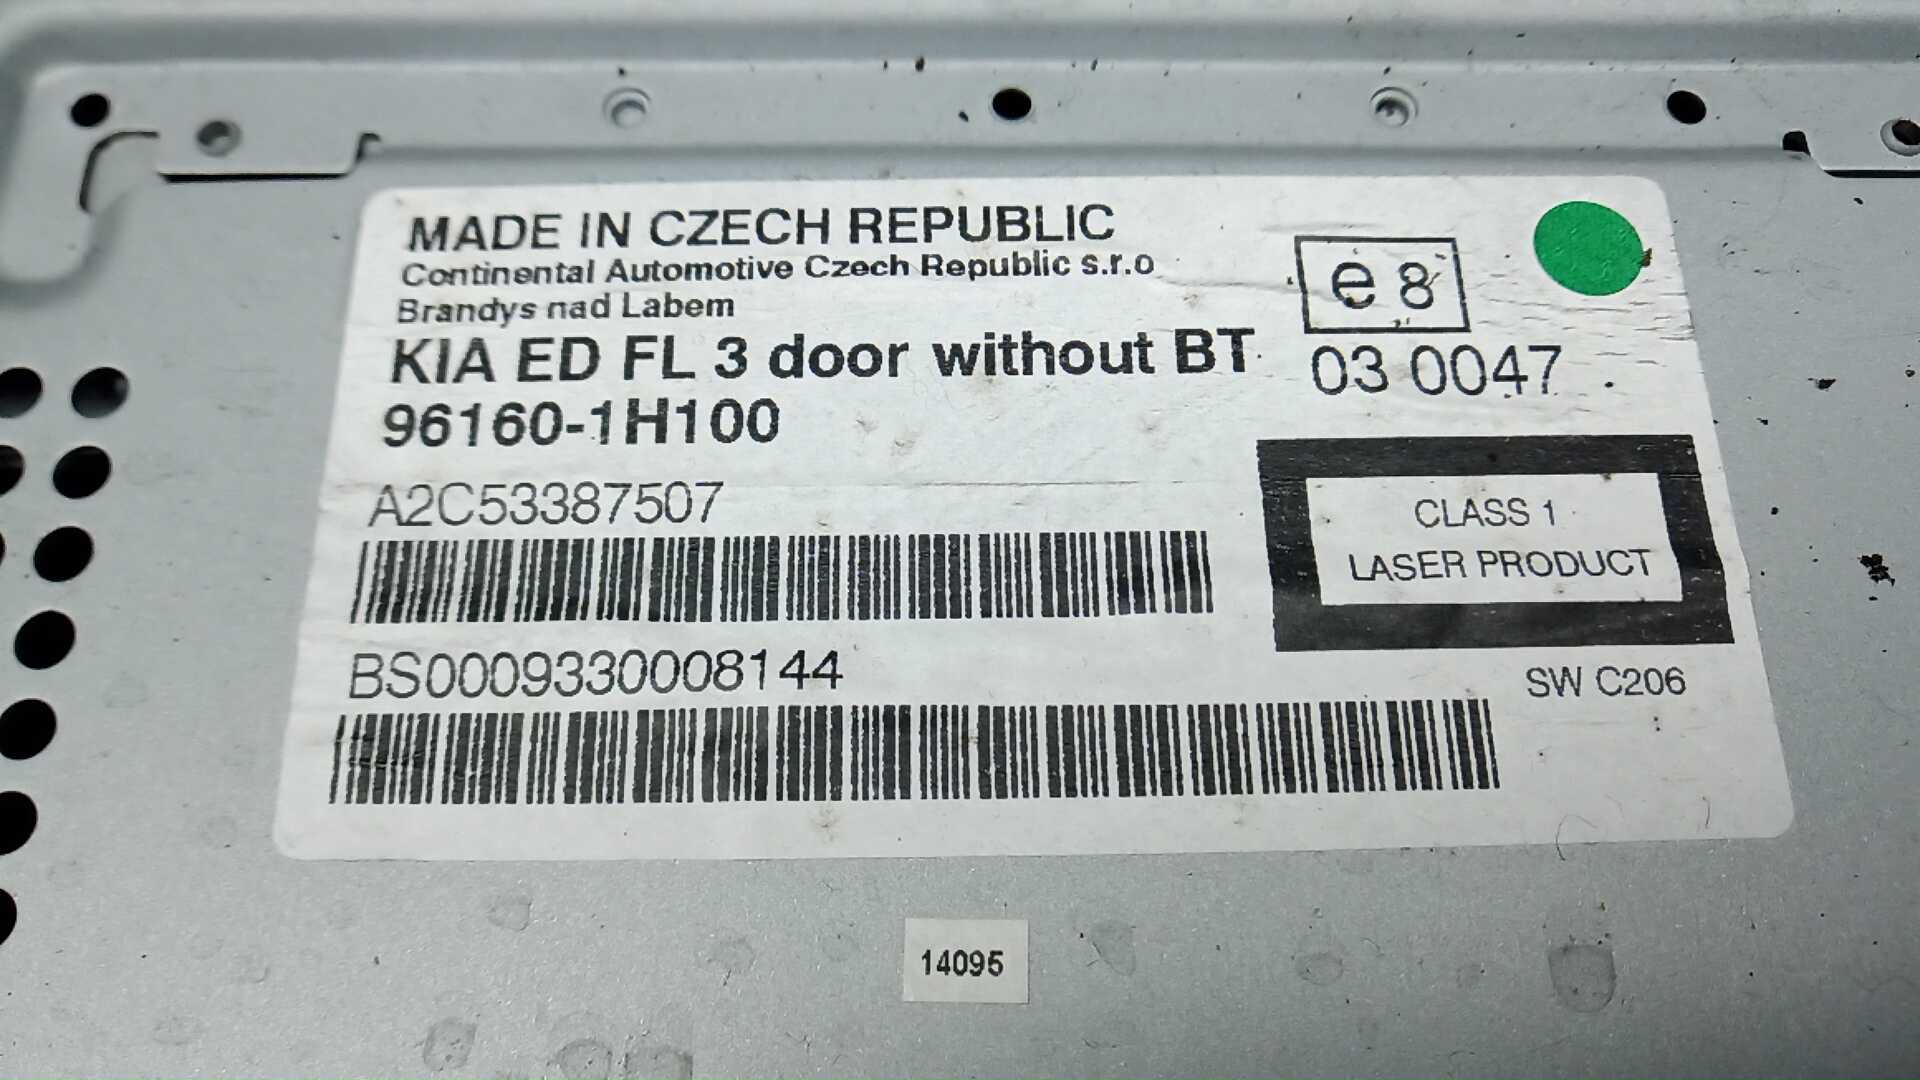 MADE IN CZECH REPUBLIC
Continental Automotive Czech Republic s.r.o
Brandys nad Labem
KIA ED FL 3 door without BT
96160-1H100
e 8
03 0047
A2C53387507
CLASS 1
LASER PRODUCT
BS0009330008144
SW C206
14095